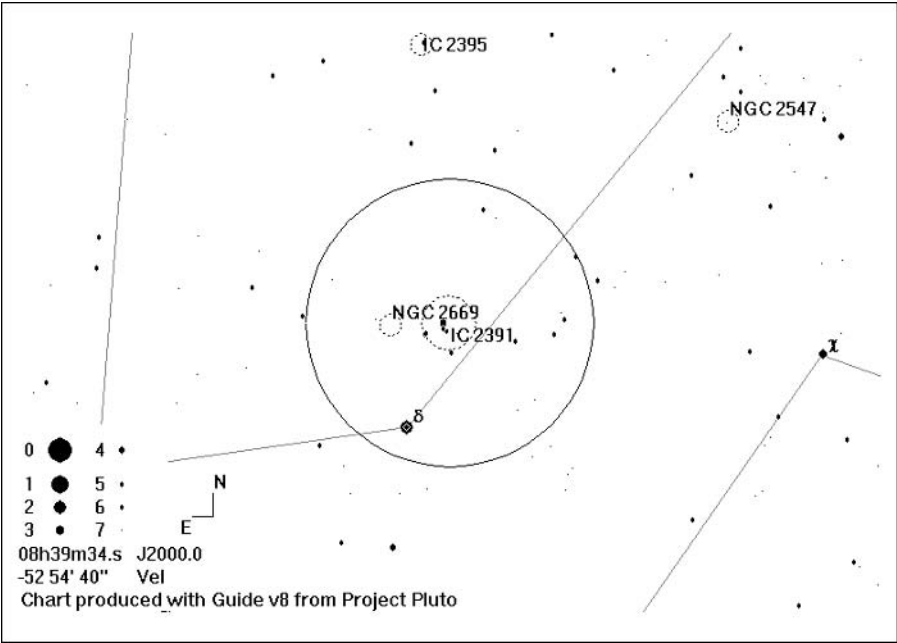 IC 2395
NGC 2547
NGC 2669
IC 2391
χ
δ
0 4
1 5
2 6
3 7
N
E
08h39m34.s J2000.0
-52 54' 40" Vel
Chart produced with Guide v8 from Project Pluto